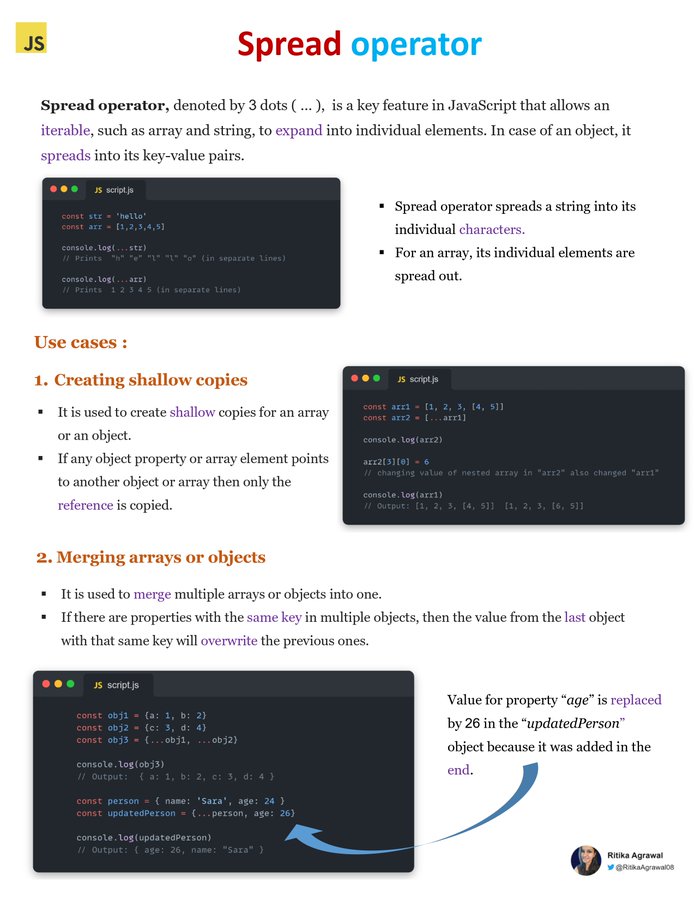 JS
Spread operator
Spread operator, denoted by 3 dots ( ... ), is a key feature in JavaScript that allows an
iterable, such as array and string, to expand into individual elements. In case of an object, it
spreads into its key-value pairs.
JS script.js
const str = 'hello'
const arr = [1,2,3,4,5]
console.log(...str)
// Prints "h" "e" "l" "l" "o" (in separate lines)
console.log(...arr)
// Prints 1 2 3 4 5 (in separate lines)
▪ Spread operator spreads a string into its
individual characters.
▪ For an array, its individual elements are
spread out.
Use cases :
1. Creating shallow copies
▪ It is used to create shallow copies for an array
or an object.
▪ If any object property or array element points
to another object or array then only the
reference is copied.
JS script.js
const arr1 = [1, 2, 3, [4, 5]]
const arr2 = [...arr1]
console.log(arr2)
arr2[3][0] = 6
// changing value of nested array in "arr2" also changed "arr1"
console.log(arr1)
// Output: [1, 2, 3, [4, 5]] [1, 2, 3, [6, 5]]
2. Merging arrays or objects
▪ It is used to merge multiple arrays or objects into one.
▪ If there are properties with the same key in multiple objects, then the value from the last object
with that same key will overwrite the previous ones.
JS script.js
const obj1 = {a: 1, b: 2}
const obj2 = {c: 3, d: 4}
const obj3 = {...obj1, ...obj2}
console.log(obj3)
// Output: { a: 1, b: 2, c: 3, d: 4 }
const person = { name: 'Sara', age: 24 }
const updatedPerson = {...person, age: 26}
console.log(updatedPerson)
// Output: { age: 26, name: "Sara" }
Value for property “age” is replaced
by 26 in the “updatedPerson”
object because it was added in the
end.
Ritika Agrawal
@RitikaAgrawal08